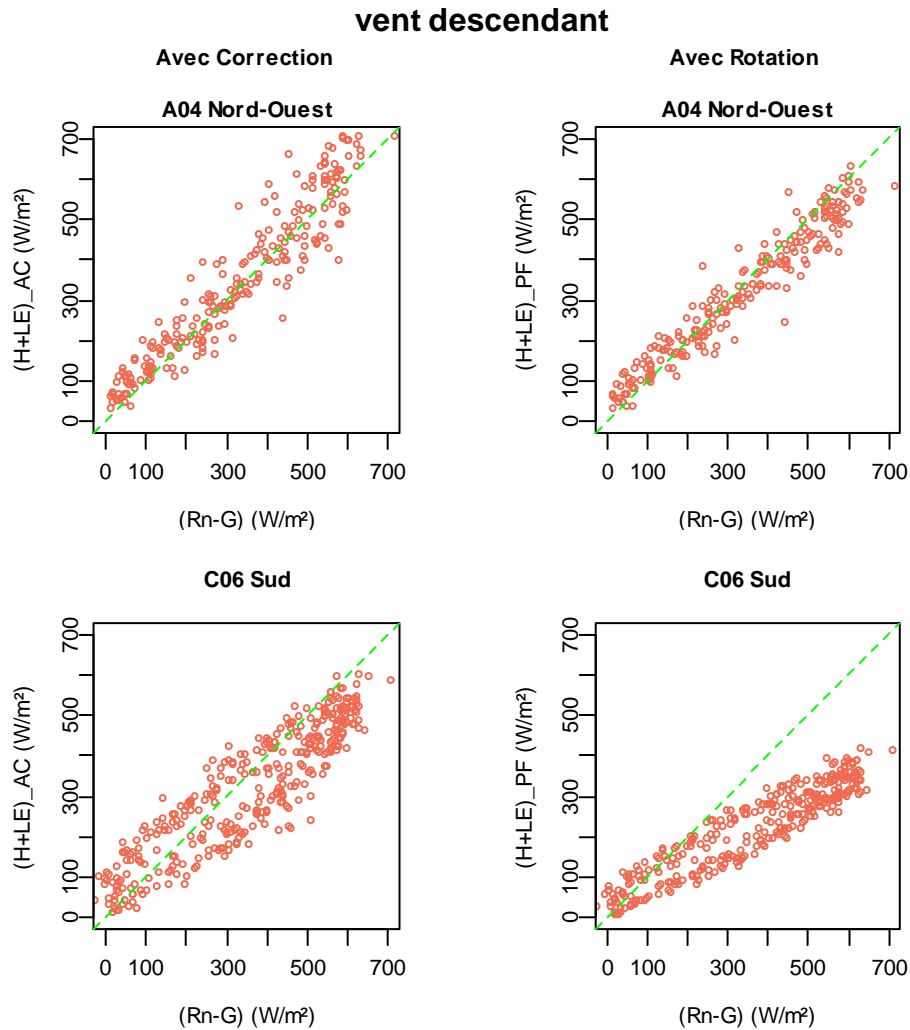 vent descendant
Avec Correction
Avec Rotation
A04 Nord-Ouest
A04 Nord-Ouest
(H+LE)_AC (W/m²)
700
500
300
100
0
0 100 300 500 700
(Rn-G) (W/m²)
(H+LE)_PF (W/m²)
700
500
300
100
0
0 100 300 500 700
(Rn-G) (W/m²)
C06 Sud
C06 Sud
(H+LE)_AC (W/m²)
700
500
300
100
0
0 100 300 500 700
(Rn-G) (W/m²)
(H+LE)_PF (W/m²)
700
500
300
100
0
0 100 300 500 700
(Rn-G) (W/m²)